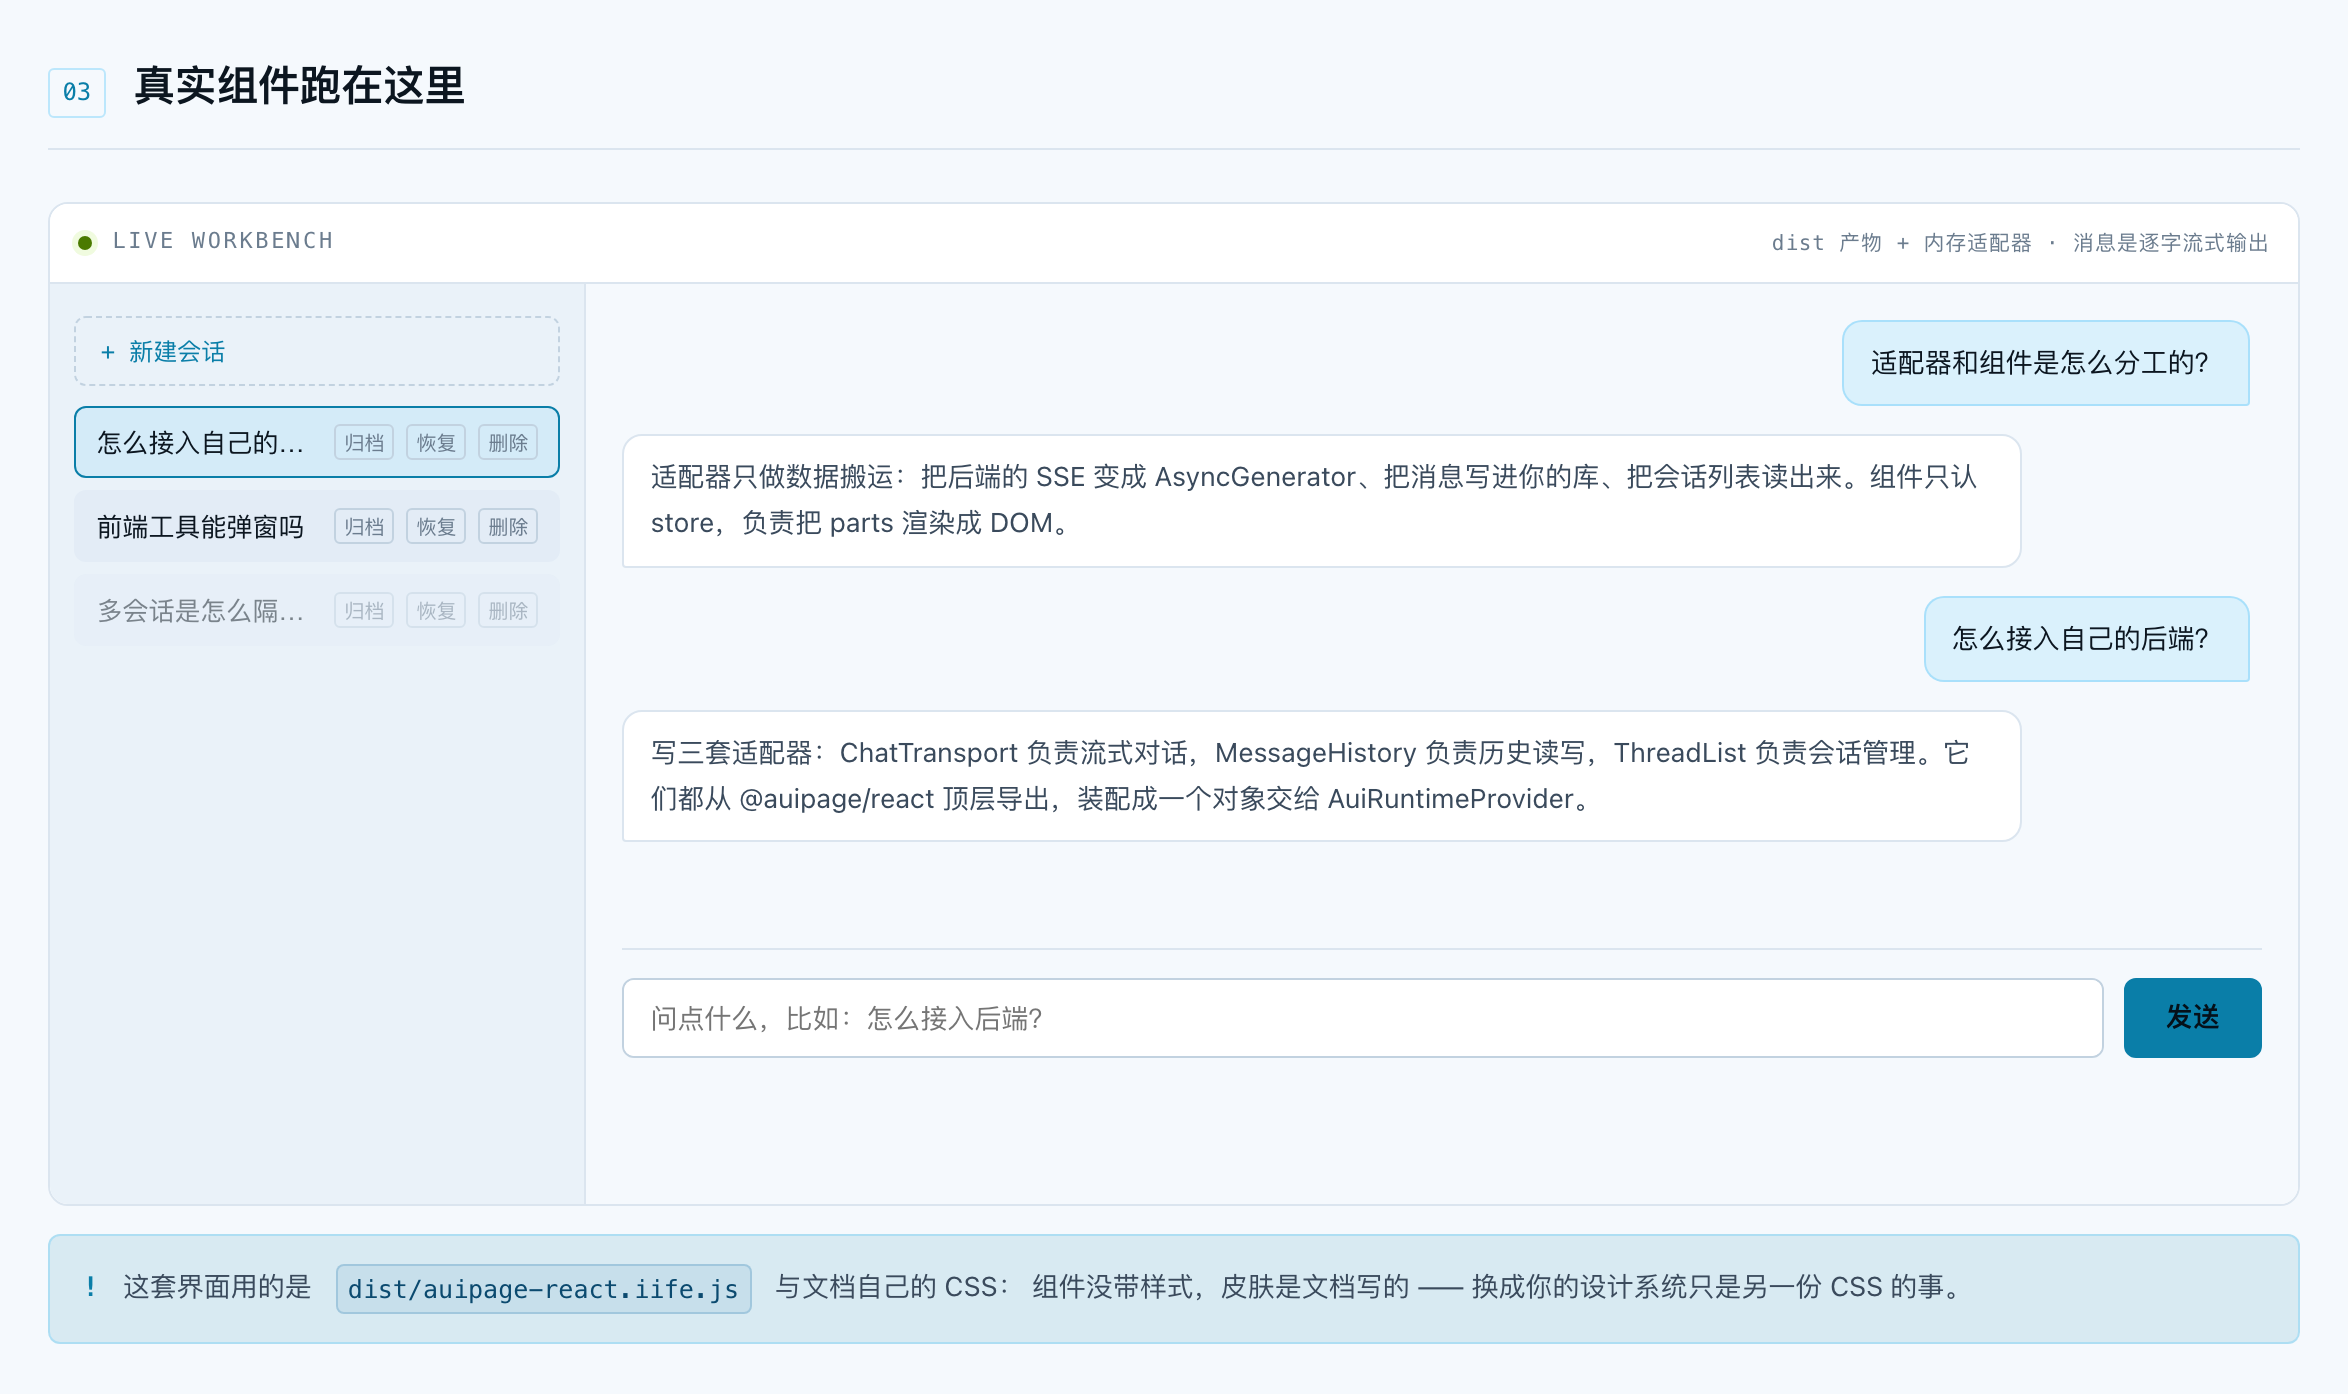 03 真实组件跑在这里
LIVE WORKBENCH
dist 产物 + 内存适配器 · 消息是逐字流式输出
+ 新建会话
怎么接入自己的... 归档 恢复 删除
前端工具能弹窗吗 归档 恢复 删除
多会话是怎么隔... 归档 恢复 删除
适配器和组件是怎么分工的?
适配器只做数据搬运：把后端的 SSE 变成 AsyncGenerator、把消息写进你的库、把会话列表读出来。组件只认
store，负责把 parts 渲染成 DOM。
怎么接入自己的后端?
写三套适配器：ChatTransport 负责流式对话，MessageHistory 负责历史读写，ThreadList 负责会话管理。它
们都从 @auipage/react 顶层导出，装配成一个对象交给 AuiRuntimeProvider。
问点什么，比如：怎么接入后端?
发送
! 这套界面用的是 dist/auipage-react.iife.js 与文档自己的 CSS： 组件没带样式，皮肤是文档写的 —— 换成你的设计系统只是另一份 CSS 的事。